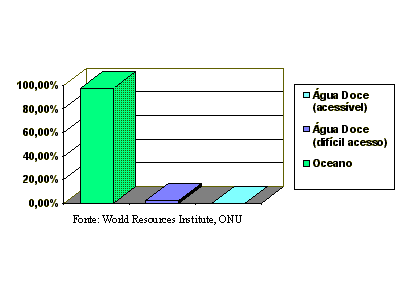 100,00%
80,00%
60,00%
40,00%
20,00%
0,00%
Água Doce
(acessível)
Água Doce
(difícil acesso)
Oceano
Fonte: World Resources Institute, ONU